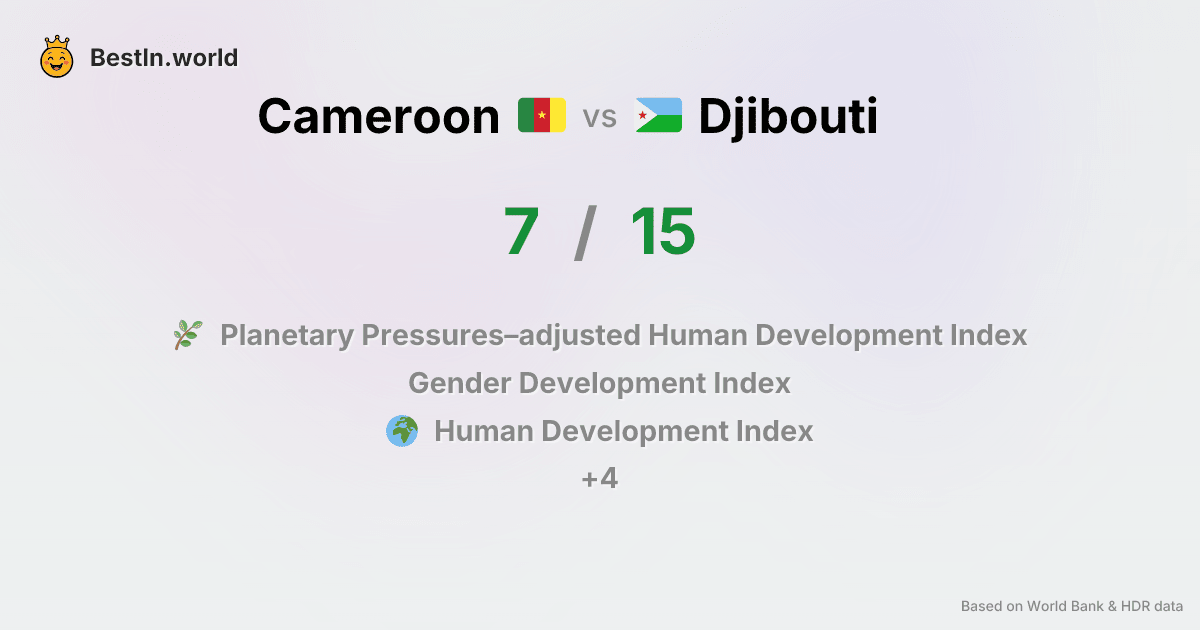 BestIn.world
Cameroon vs Djibouti
7 / 15
Planetary Pressures–adjusted Human Development Index
Gender Development Index
Human Development Index
+4
Based on World Bank & HDR data